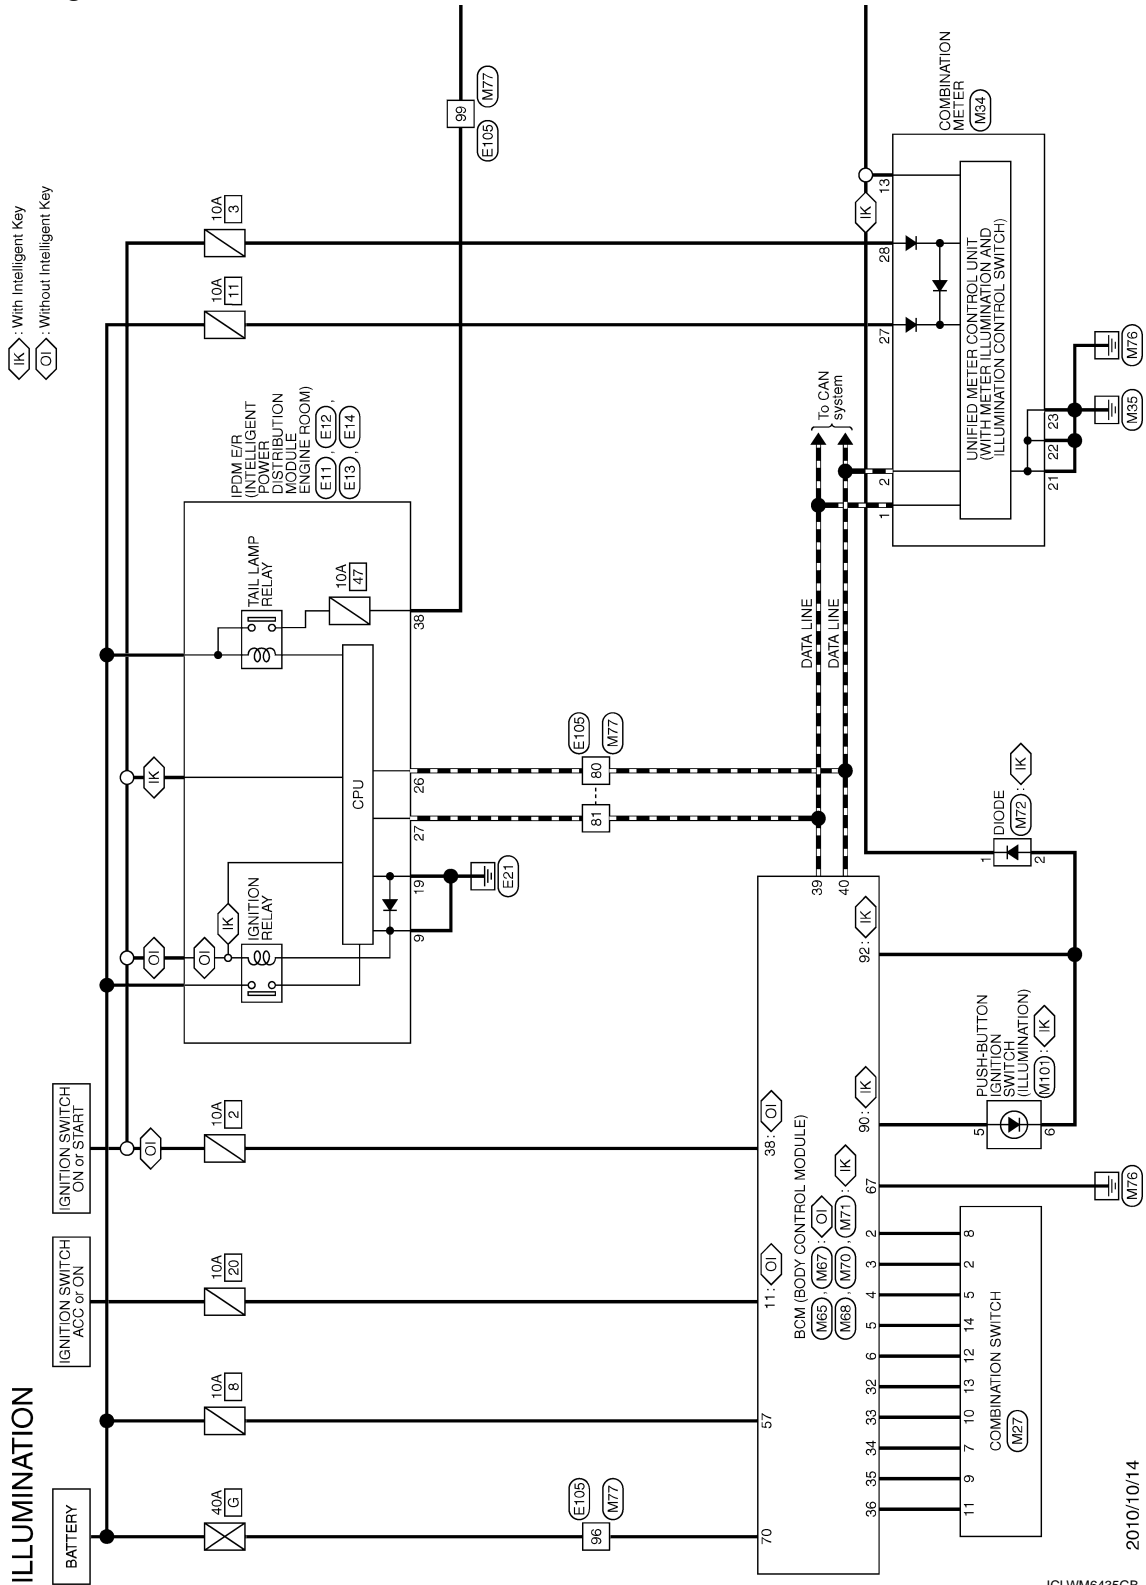 ILLUMINATION
IK : With Intelligent Key
OI : Without Intelligent Key
BATTERY
IGNITION SWITCH
ACC or ON
IGNITION SWITCH
ON or START
40A
G
10A
8
10A
20
10A
2
10A
11
10A
3
OI
OI
OI
IK
IK
IGNITION
RELAY
CPU
TAIL LAMP
RELAY
10A
47
IPDM E/R
(INTELLIGENT
POWER
DISTRIBUTION
MODULE
ENGINE ROOM)
E11 , E12 ,
E13 , E14
9
19
27
26
38
E21
96
E105
M77
81
80
E105
M77
99
E105
M77
70
57
11 : OI
38 : OI
39
40
DATA LINE
DATA LINE
To CAN
system
BCM (BODY CONTROL MODULE)
M65 , M67 : OI
M68 , M70 , M71 : IK
36
35
34
33
32
6
5
4
3
2
67
90 : IK
92 : IK
11
9
7
10
13
12
14
5
2
8
COMBINATION SWITCH
M27
M76
PUSH-BUTTON
IGNITION
SWITCH
(ILLUMINATION)
M101 : IK
5
6
DIODE
M72 : IK
1
2
IK
1
2
27
28
13
COMBINATION
METER
M34
UNIFIED METER CONTROL UNIT
(WITH METER ILLUMINATION AND
ILLUMINATION CONTROL SWITCH)
21
22
23
M35
M76
2010/10/14